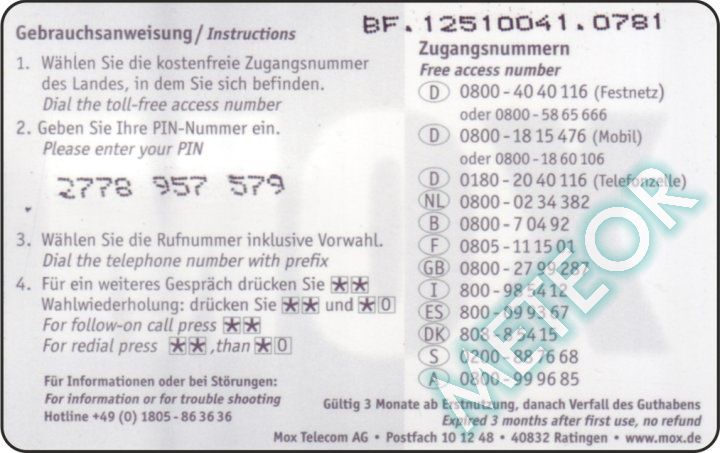 BF.12510041.0781
Gebrauchsanweisung/Instructions
1. Wählen Sie die kostenfreie Zugangsnummer
des Landes, in dem Sie sich befinden.
Dial the toll-free access number
2. Geben Sie Ihre PIN-Nummer ein.
Please enter your PIN
2778 957 579
3. Wählen Sie die Rufnummer inklusive Vorwahl.
Dial the telephone number with prefix
4. Für ein weiteres Gespräch drücken Sie ✱✱
Wahlwiederholung: drücken Sie ✱✱ und ✱0
For follow-on call press ✱✱
For redial press ✱✱,than ✱0
Für Informationen oder bei Störungen:
For information or for trouble shooting
Hotline +49 (0) 1805 - 86 36 36
Zugangsnummern
Free access number
D 0800 - 40 40 116 (Festnetz)
oder 0800 - 58 65 666
D 0800 - 18 15 476 (Mobil)
oder 0800 - 18 60 106
D 0180 - 20 40 116 (Telefonzelle)
NL 0800 - 02 34 382
B 0800 - 7 04 92
F 0805 - 11 15 01
GB 0800 - 27 99 287
I 800 - 98 54 12
ES 800 - 09 93 67
DK 808 - 8 54 15
S 0200 - 88 76 68
A 0800 - 99 96 85
Gültig 3 Monate ab Erstnutzung, danach Verfall des Guthabens
Expired 3 months after first use, no refund
Mox Telecom AG • Postfach 10 12 48 • 40832 Ratingen • www.mox.de
METEOR